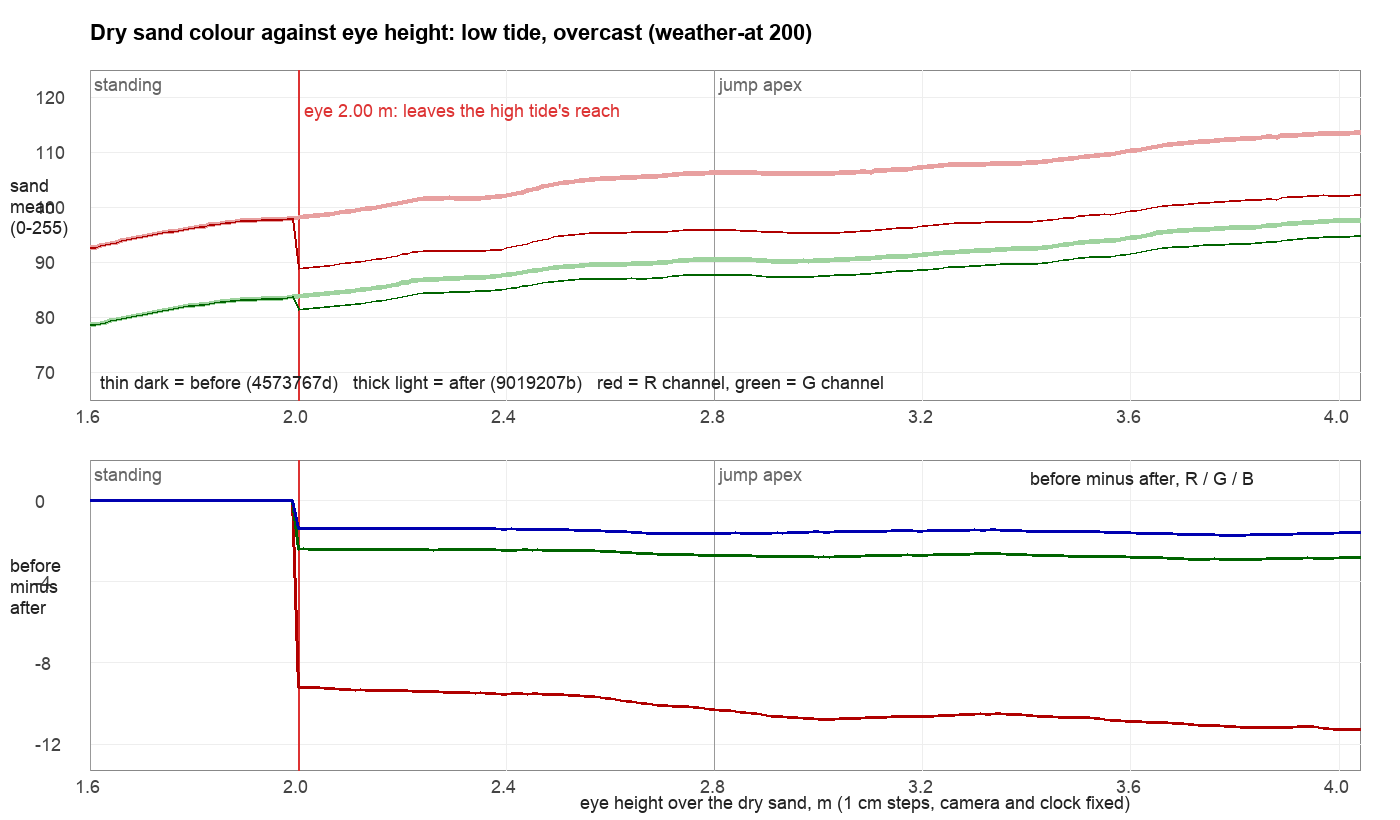 Dry sand colour against eye height: low tide, overcast (weather-at 200)
standing
jump apex
120
eye 2.00 m: leaves the high tide's reach
110
sand
mean
100
(0-255)
90
80
70
thin dark = before (4573767d) thick light = after (9019207b) red = R channel, green = G channel
1.6 2.0 2.4 2.8 3.2 3.6 4.0
standing
jump apex
before minus after, R / G / B
0
before
-4
minus
after
-8
-12
1.6 2.0 2.4 2.8 3.2 3.6 4.0
eye height over the dry sand, m (1 cm steps, camera and clock fixed)